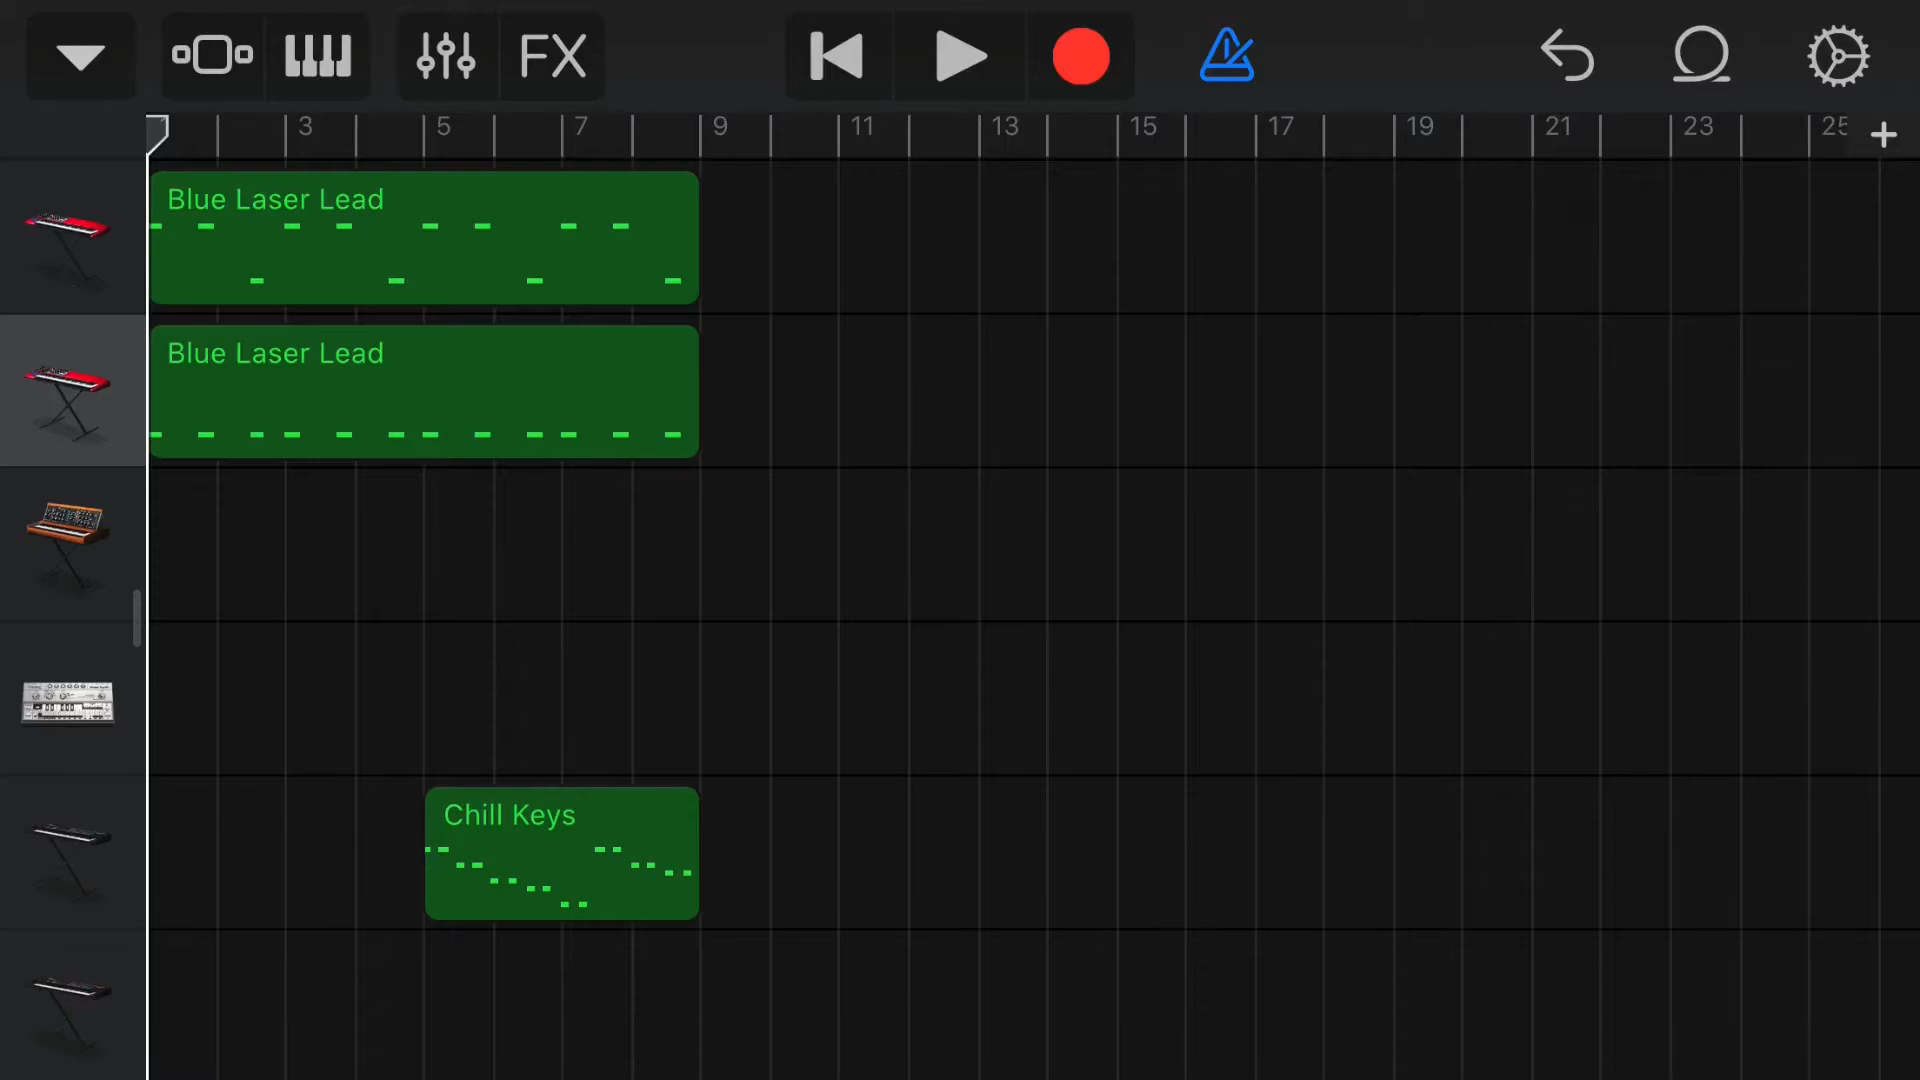 FX
3 5 7 9 11 13 15 17 19 21 23 25 +
Blue Laser Lead
Blue Laser Lead
Chill Keys